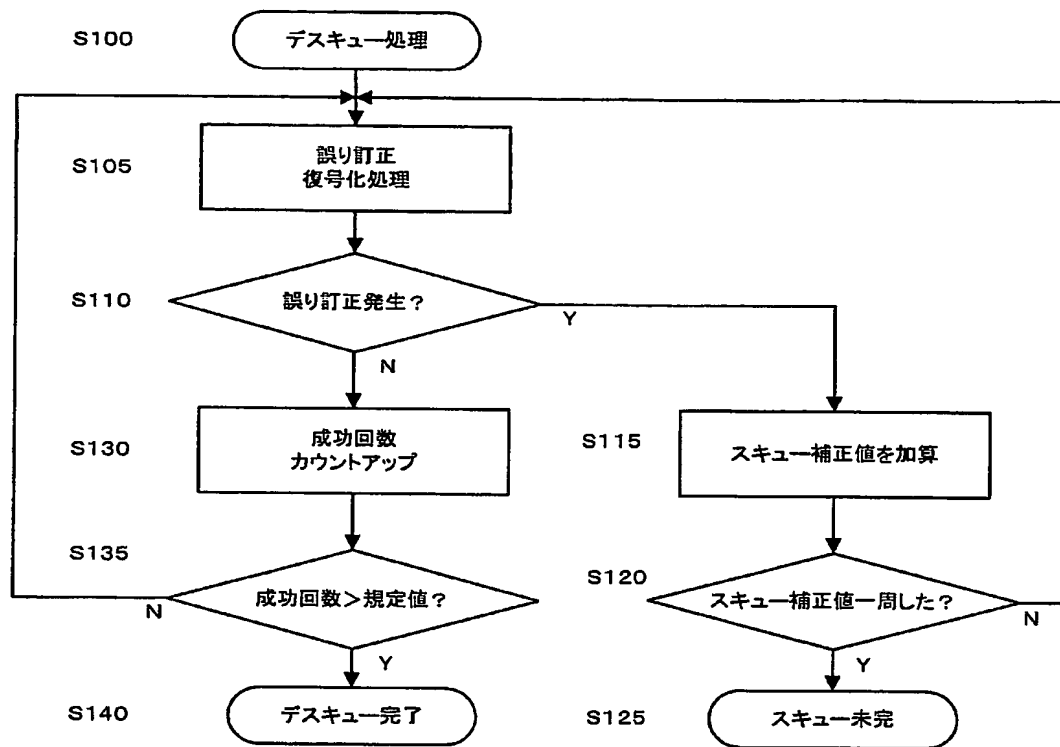 S100
デスキュー処理
S105
誤り訂正
復号化処理
S110
誤り訂正発生？
Y
N
S130
成功回数
カウントアップ
S115
スキュー補正値を加算
S135
成功回数＞規定値？
N
Y
S120
スキュー補正値一周した？
N
Y
S140
デスキュー完了
S125
スキュー未完